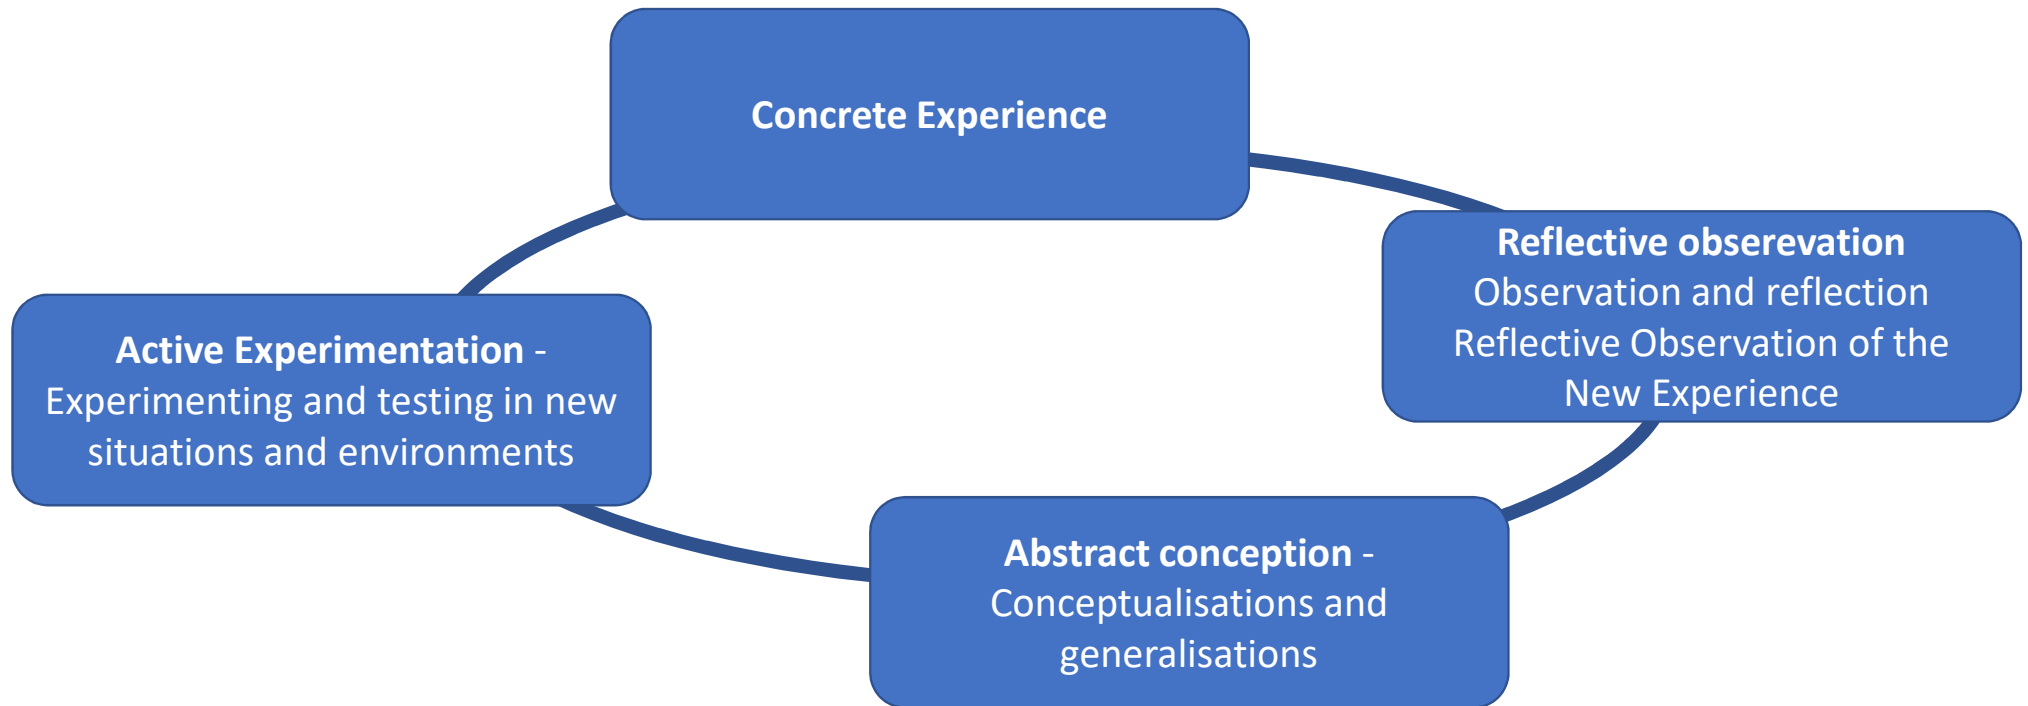 Concrete Experience
Reflective obserevation
Observation and reflection
Reflective Observation of the
New Experience
Active Experimentation -
Experimenting and testing in new
situations and environments
Abstract conception -
Conceptualisations and
generalisations